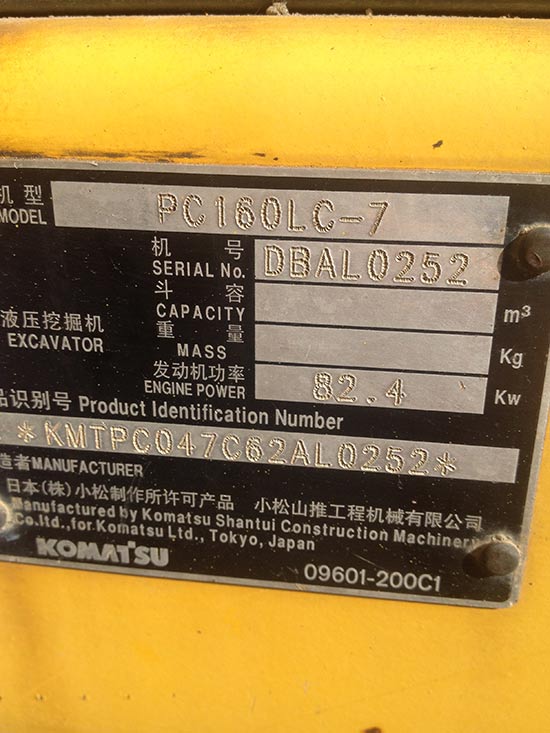 机型 PC160LC-7
MODEL
机号 DBAL0252
SERIAL No.
斗容 m³
CAPACITY
液压挖掘机 重量
EXCAVATOR MASS Kg
发动机功率 82.4
ENGINE POWER Kw
品识别号 Product Identification Number
*KMTPC047C62AL0252*
造者MANUFACTURER
日本(株)小松制作所许可产品 小松山推工程机械有限公司
Manufactured by Komatsu Shantui Construction Machinery
Co.ltd.,for Komatsu Ltd., Tokyo, Japan
KOMATSU 09601-200C1